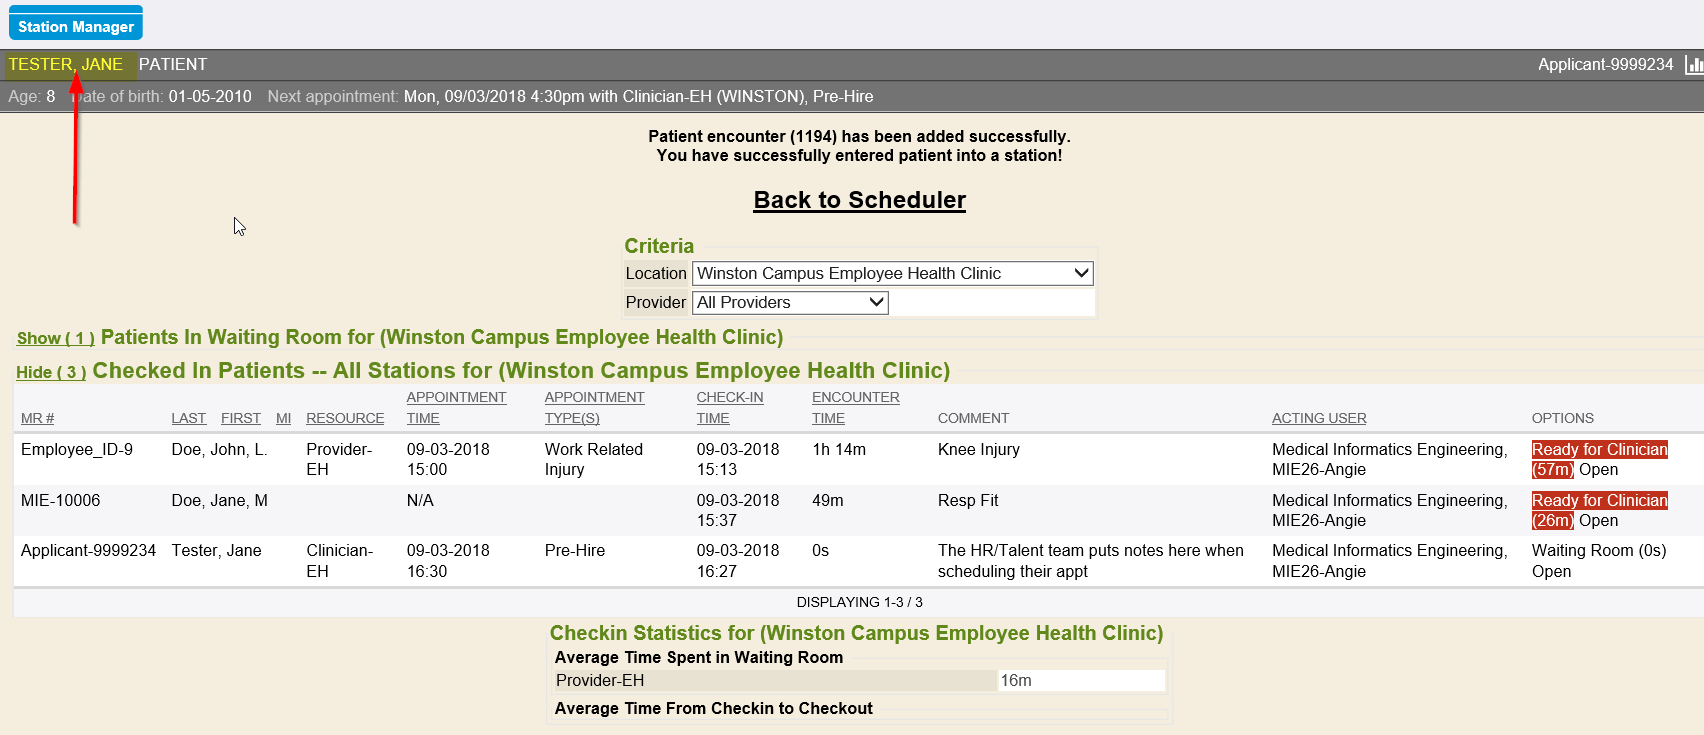 Station Manager
TESTER, JANE PATIENT Applicant-9999234
Age: 8 Date of birth: 01-05-2010 Next appointment: Mon, 09/03/2018 4:30pm with Clinician-EH (WINSTON), Pre-Hire
Patient encounter (1194) has been added successfully.
You have successfully entered patient into a station!
Back to Scheduler
Criteria
Location Winston Campus Employee Health Clinic
Provider All Providers
Show ( 1 ) Patients In Waiting Room for (Winston Campus Employee Health Clinic)
Hide ( 3 ) Checked In Patients -- All Stations for (Winston Campus Employee Health Clinic)
APPOINTMENT APPOINTMENT CHECK-IN ENCOUNTER
MR # LAST FIRST MI RESOURCE TIME TYPE(S) TIME TIME COMMENT ACTING USER OPTIONS
Employee_ID-9 Doe, John, L. Provider- 09-03-2018 Work Related 09-03-2018 1h 14m Knee Injury Medical Informatics Engineering, Ready for Clinician
EH 15:00 Injury 15:13 MIE26-Angie (57m) Open
MIE-10006 Doe, Jane, M N/A 09-03-2018 49m Resp Fit Medical Informatics Engineering, Ready for Clinician
15:37 MIE26-Angie (26m) Open
Applicant-9999234 Tester, Jane Clinician- 09-03-2018 Pre-Hire 09-03-2018 0s The HR/Talent team puts notes here when Medical Informatics Engineering, Waiting Room (0s)
EH 16:30 16:27 scheduling their appt MIE26-Angie Open
DISPLAYING 1-3 / 3
Checkin Statistics for (Winston Campus Employee Health Clinic)
Average Time Spent in Waiting Room
Provider-EH 16m
Average Time From Checkin to Checkout